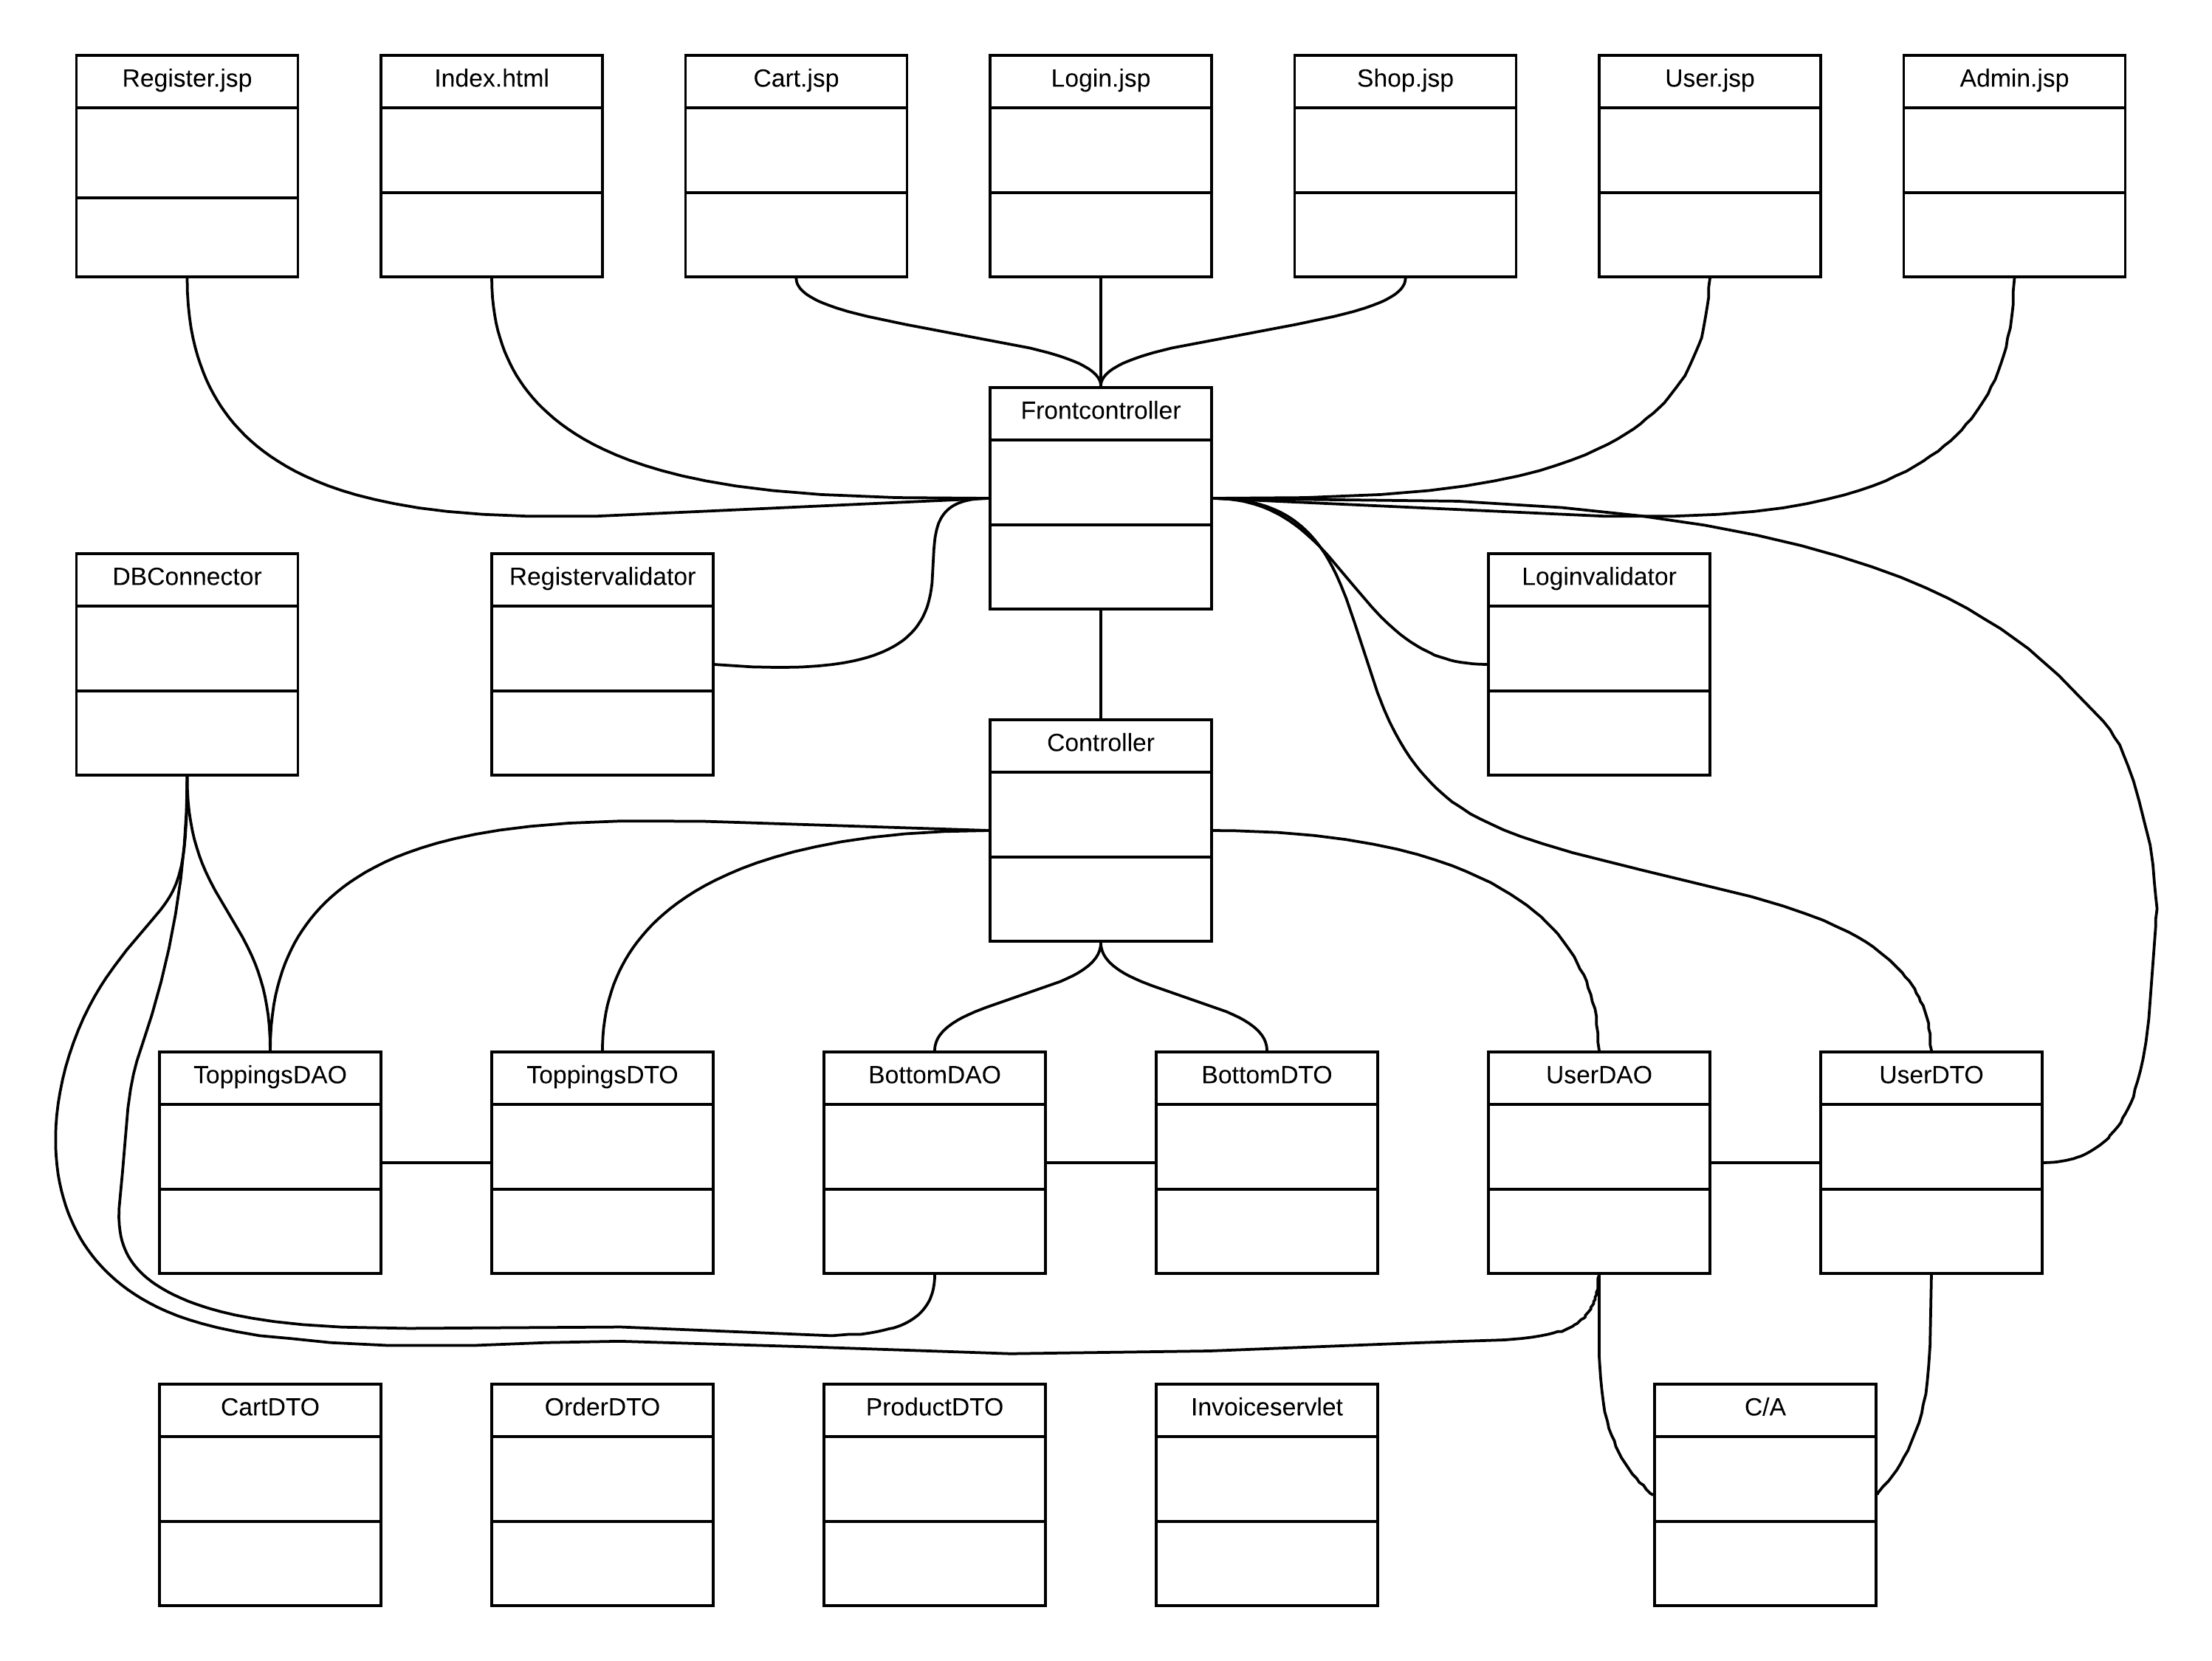 Register.jsp
Index.html
Cart.jsp
Login.jsp
Shop.jsp
User.jsp
Admin.jsp
Frontcontroller
DBConnector
Registervalidator
Loginvalidator
Controller
ToppingsDAO
ToppingsDTO
BottomDAO
BottomDTO
UserDAO
UserDTO
CartDTO
OrderDTO
ProductDTO
Invoiceservlet
C/A